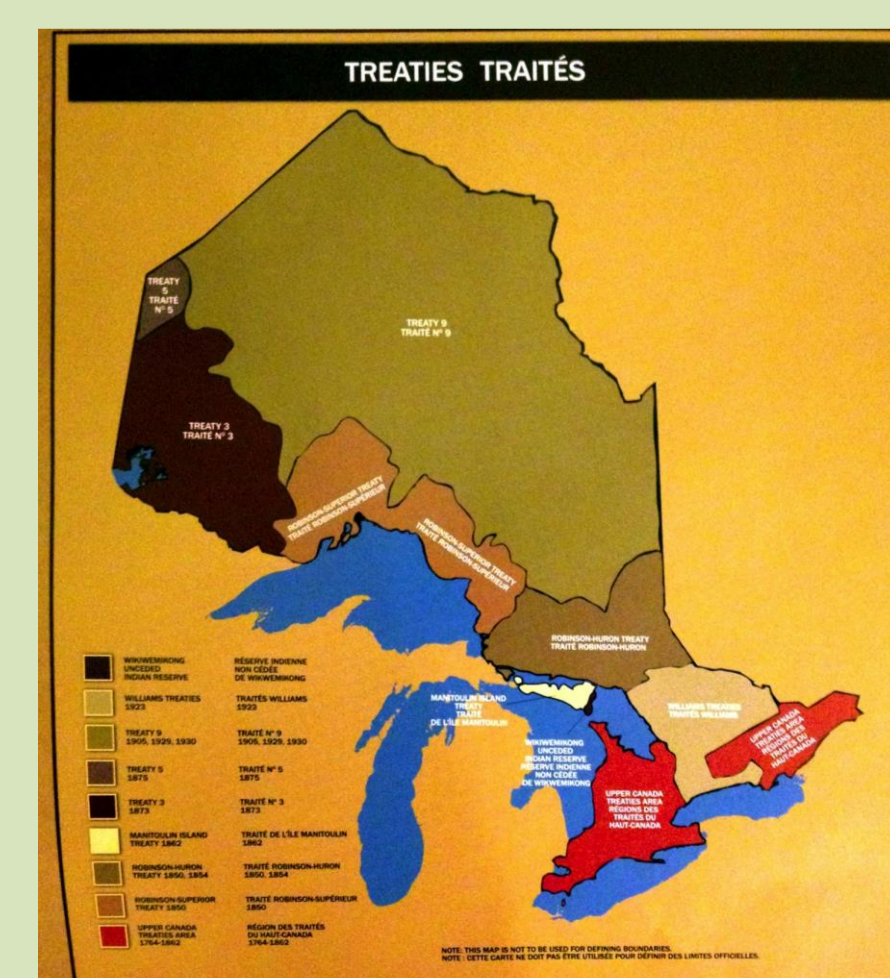 TREATIES TRAITÉS
TREATY
5
TRAITÉ
Nº 5
TREATY 9
TRAITÉ Nº 9
TREATY 3
TRAITÉ Nº 3
ROBINSON-SUPERIOR TREATY
TRAITÉ ROBINSON-SUPÉRIEUR
ROBINSON-SUPERIOR TREATY
TRAITÉ ROBINSON-SUPÉRIEUR
ROBINSON-HURON TREATY
TRAITÉ ROBINSON-HURON
MANITOULIN ISLAND
TREATY
TRAITÉ
DE L'ÎLE MANITOULIN
WILLIAMS TREATIES
TRAITÉS WILLIAMS
UPPER CANADA
TREATIES AREA
RÉGIONS DES
TRAITÉS DU
HAUT-CANADA
WIKWEMIKONG
UNCEDED
INDIAN RESERVE
RÉSERVE INDIENNE
NON CÉDÉE
DE WIKWEMIKONG
UPPER CANADA
TREATIES AREA
RÉGIONS DES
TRAITÉS DU
HAUT-CANADA
WIKIWEMIKONG
UNCEDED
INDIAN RESERVE
RÉSERVE INDIENNE
NON CÉDÉE
DE WIKWEMIKONG
WILLIAMS TREATIES
1923
TRAITÉS WILLIAMS
1923
TREATY 9
1905, 1929, 1930
TRAITÉ Nº 9
1905, 1929, 1930
TREATY 5
1875
TRAITÉ Nº 5
1875
TREATY 3
1873
TRAITÉ Nº 3
1873
MANITOULIN ISLAND
TREATY 1862
TRAITÉ DE L'ÎLE MANITOULIN
1862
ROBINSON-HURON
TREATY 1850, 1854
TRAITÉ ROBINSON-HURON
1850, 1854
ROBINSON-SUPERIOR
TREATY 1850
TRAITÉ ROBINSON-SUPÉRIEUR
1850
UPPER CANADA
TREATIES AREA
1764-1862
RÉGION DES TRAITÉS
DU HAUT-CANADA
1764-1862
NOTE: THIS MAP IS NOT TO BE USED FOR DEFINING BOUNDARIES.
NOTE : CETTE CARTE NE DOIT PAS ÊTRE UTILISÉE POUR DÉFINIR DES LIMITES OFFICIELLES.